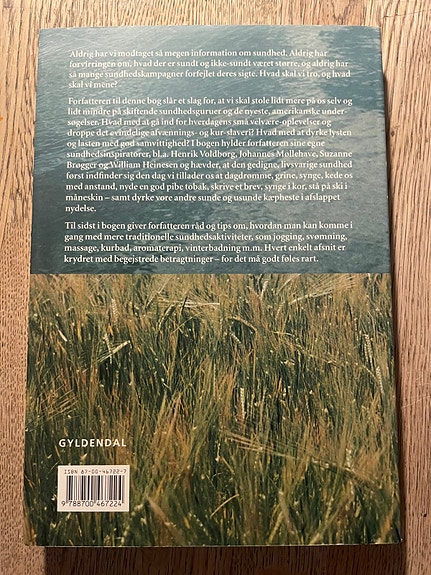 Aldrig har vi modtaget så megen information om sundhed. Aldrig har
forvirringen om, hvad der er sundt og ikke-sundt været større, og aldrig har
så mange sundhedskampagner forfejlet deres sigte. Hvad skal vi tro, og hvad
skal vi mene?
Forfatteren til denne bog slår et slag for, at vi skal stole lidt mere på os selv og
lidt mindre på skiftende sundhedsguruer og de nyeste, amerikanske under-
søgelser. Hvad med at gå ind for hverdagens små velvære-oplevelser og
droppe det evindelige afvænnings- og kur-slaveri? Hvad med at dyrke lysten
og lasten med god samvittighed? I bogen hylder forfatteren sine egne
sundhedsinspiratorer, bl.a. Henrik Voldborg, Johannes Møllehave, Suzanne
Brøgger og William Heinesen og hævder, at den gedigne, livsvarige sundhed
først indfinder sig den dag vi tillader os at dagdrømme, grine, synge, kede os
med anstand, nyde en god pibe tobak, skrive et brev, synge i kor, stå på ski i
måneskin – samt dyrke vore andre sunde og usunde kæpheste i afslappet
nydelse.
Til sidst i bogen giver forfatteren råd og tips om, hvordan man kan komme i
gang med mere traditionelle sundhedsaktiviteter, som jogging, svømning,
massage, kurbad, aromaterapi, vinterbadning m.m. Hvert enkelt afsnit er
krydret med begejstrede betragtninger – for det må godt føles rart.
GYLDENDAL
ISBN 87-00-46722-7
9 788700 467224